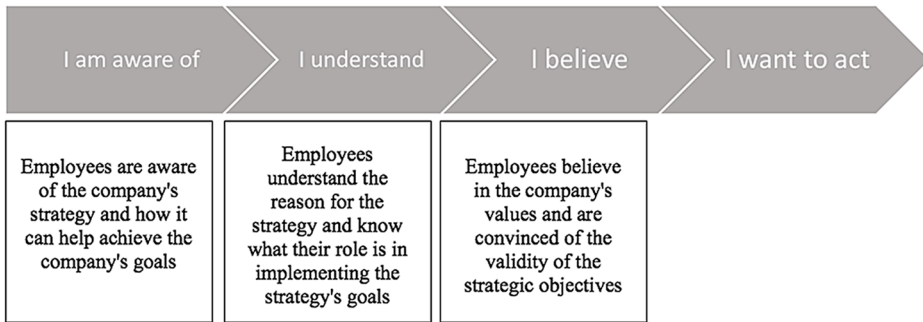 I am aware of
I understand
I believe
I want to act
Employees are aware
of the company's
strategy and how it
can help achieve the
company's goals
Employees
understand the
reason for the
strategy and know
what their role is in
implementing the
strategy's goals
Employees believe
in the company's
values and are
convinced of the
validity of the
strategic objectives